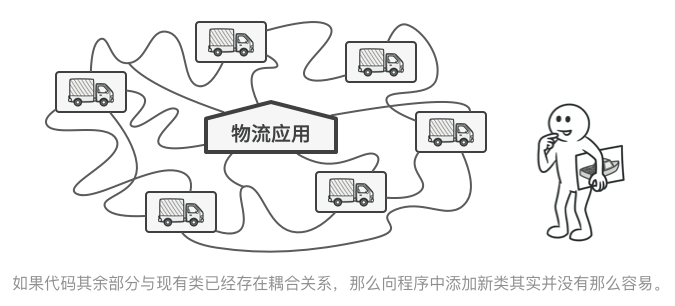 物流应用
如果代码其余部分与现有类已经存在耦合关系，那么向程序中添加新类其实并没有那么容易。